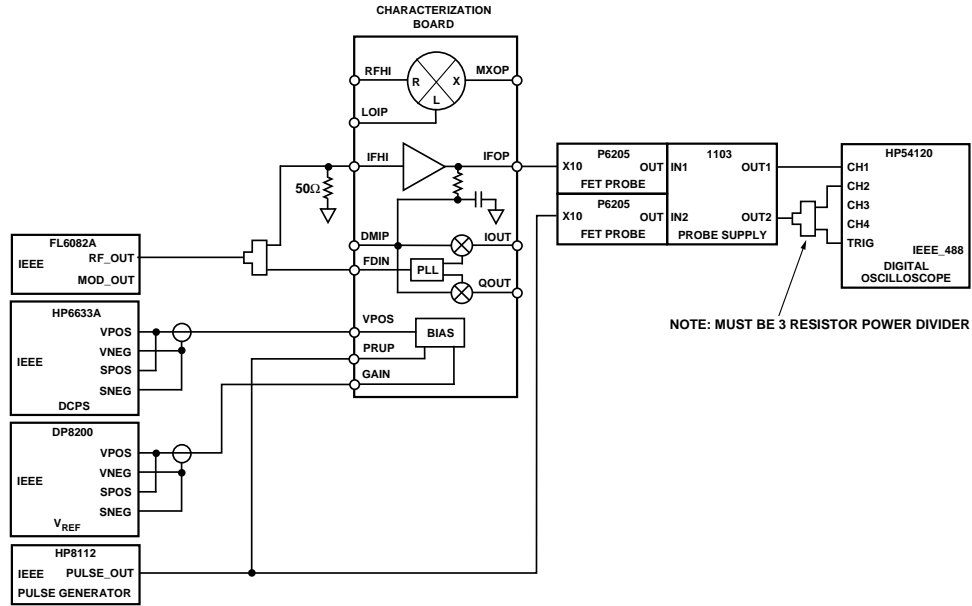 CHARACTERIZATION
BOARD
RFHI
R
X
L
MXOP
LOIP
IFHI
IFOP
50Ω
DMIP
IOUT
FDIN
PLL
QOUT
VPOS
BIAS
PRUP
GAIN
P6205
X10
OUT
FET PROBE
P6205
X10
OUT
FET PROBE
1103
IN1
OUT1
IN2
OUT2
PROBE SUPPLY
HP54120
CH1
CH2
CH3
CH4
TRIG
IEEE_488
DIGITAL
OSCILLOSCOPE
NOTE: MUST BE 3 RESISTOR POWER DIVIDER
FL6082A
IEEE
RF_OUT
MOD_OUT
HP6633A
VPOS
VNEG
IEEE
SPOS
SNEG
DCPS
DP8200
VPOS
VNEG
IEEE
SPOS
SNEG
VREF
HP8112
IEEE
PULSE_OUT
PULSE GENERATOR